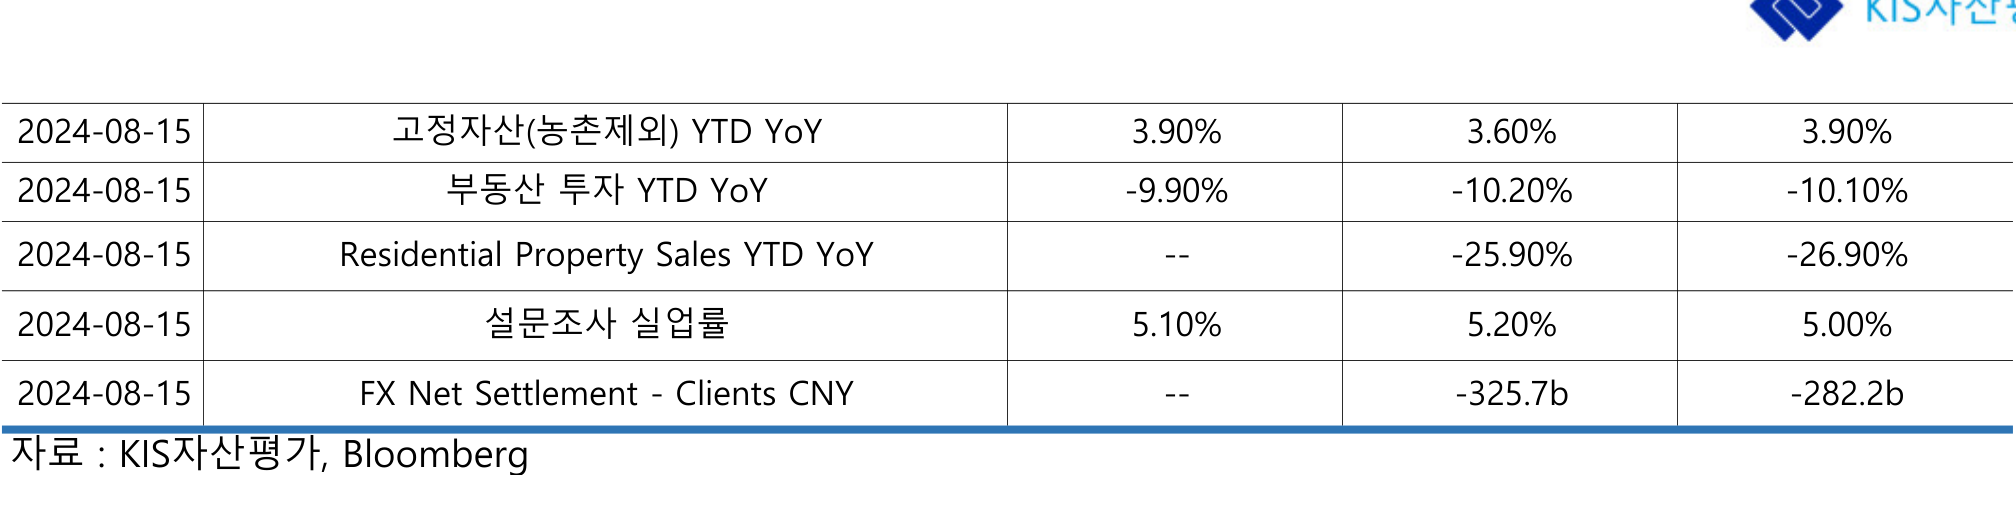 KIS자산
2024-08-15 고정자산(농촌제외) YTD YoY 3.90% 3.60% 3.90%
2024-08-15 부동산 투자 YTD YoY -9.90% -10.20% -10.10%
2024-08-15 Residential Property Sales YTD YoY -- -25.90% -26.90%
2024-08-15 설문조사 실업률 5.10% 5.20% 5.00%
2024-08-15 FX Net Settlement - Clients CNY -- -325.7b -282.2b
자료 : KIS자산평가, Bloomberg